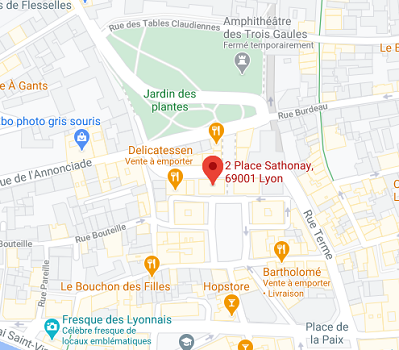 s de Flesselles
Rue des Tables Claudiennes
Amphithéâtre
des Trois Gaules
Fermé temporairement
Le B
e À Gants
Jardin des
plantes
Rue Burdeau
bo photo gris souris
Delicatessen
Vente à emporter
ue de l'Annonciade
2 Place Sathonay,
69001 Lyon
C
L
Rue Bouteille
Bouteille
Rue Terme
Rue Pareille
Le Bouchon des Filles
Bartholomé
Vente à emporter
• Livraison
Hopstore
Fresque des Lyonnais
Célèbre fresque de
locaux emblématiques
Place de
la Paix
ai Saint-Vin